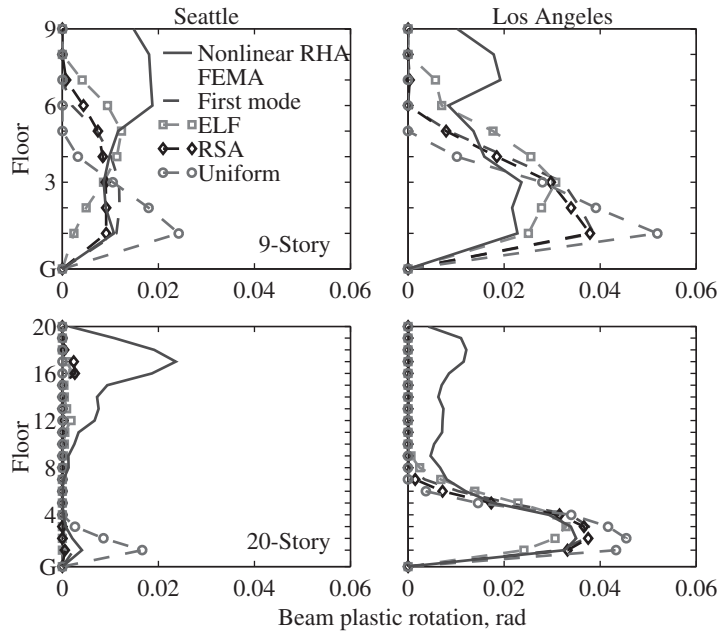 Seattle
Los Angeles
9
6
3
G
Floor
Nonlinear RHA
FEMA
First mode
ELF
RSA
Uniform
9-Story
0 0.02 0.04 0.06
0 0.02 0.04 0.06
20
16
12
8
4
G
Floor
20-Story
0 0.02 0.04 0.06
0 0.02 0.04 0.06
Beam plastic rotation, rad